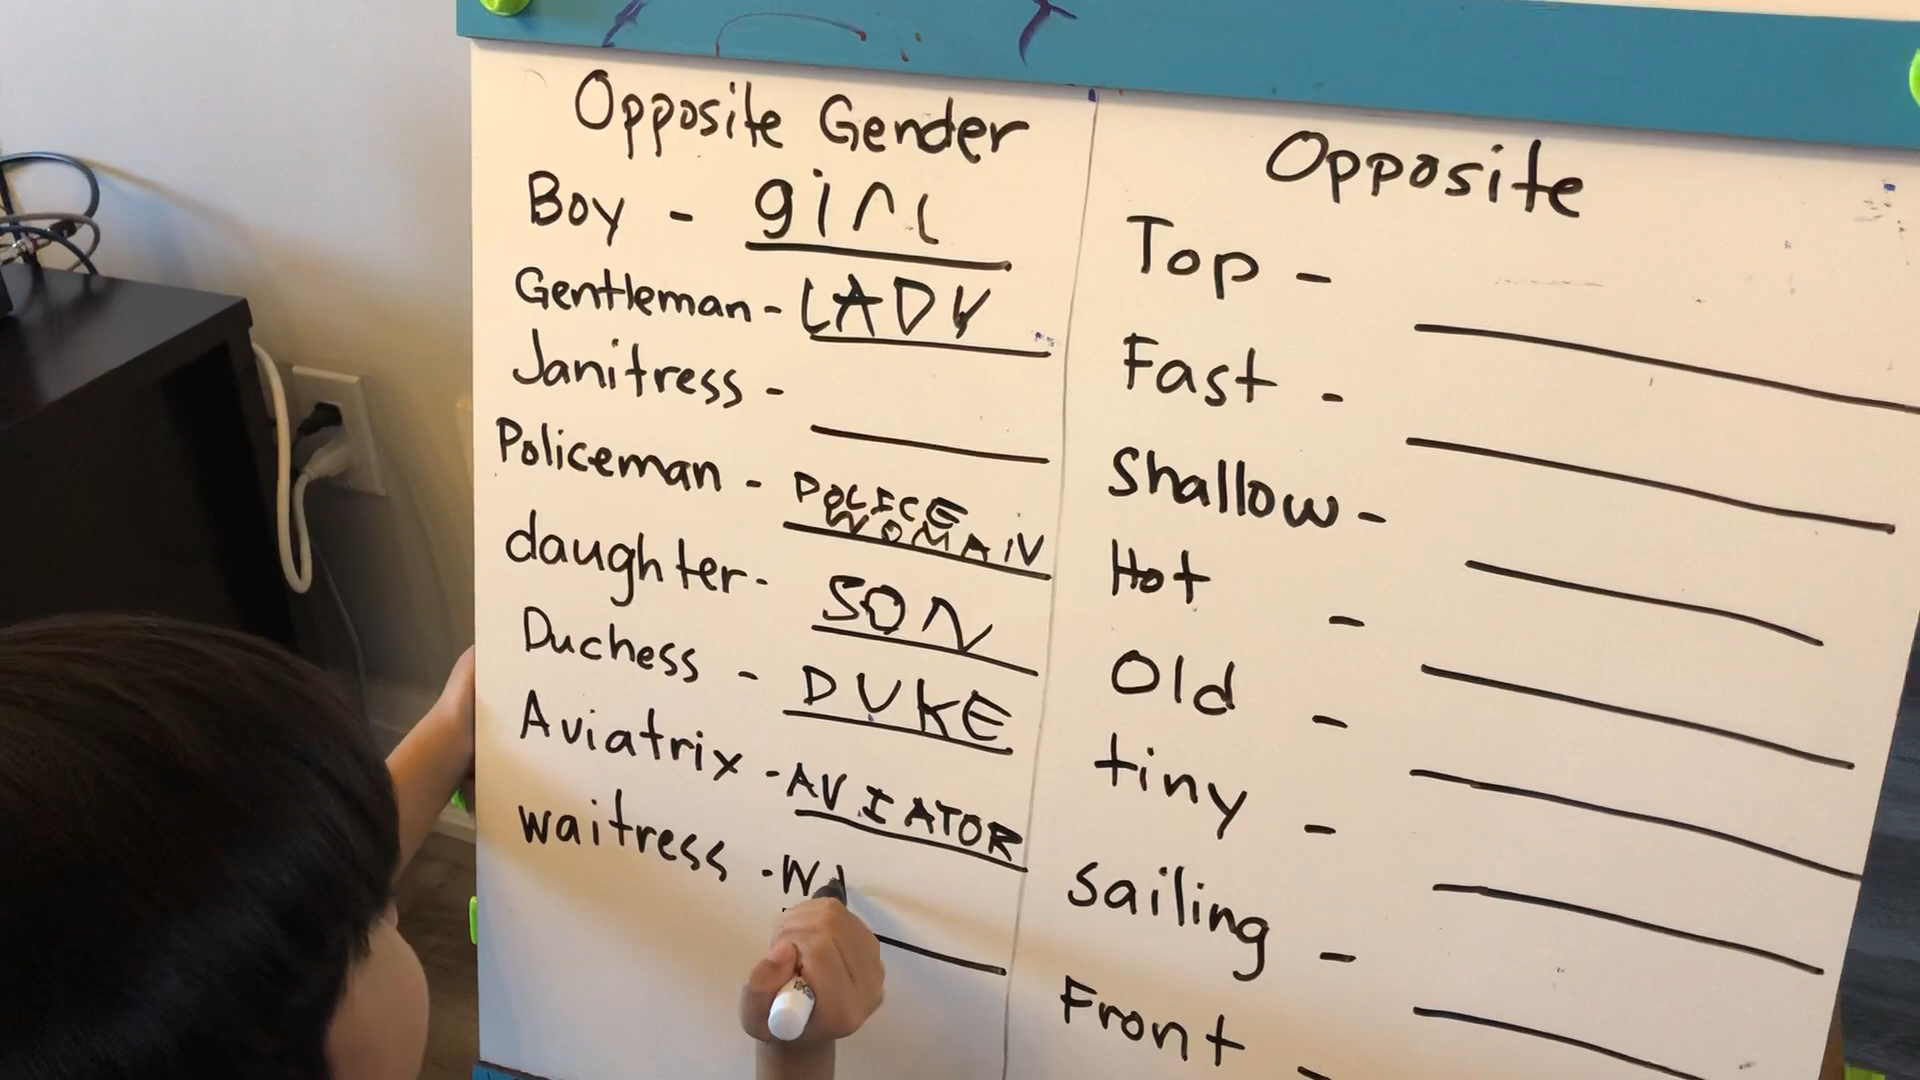 Opposite Gender
Boy - girl
Gentleman - LADY
Janitress -
Policeman - POLICE
WOMAN
daughter - SON
Duchess - DUKE
Aviatrix - AVIATOR
waitress - W
Opposite
Top -
Fast -
Shallow -
Hot -
Old -
tiny -
sailing -
Front -